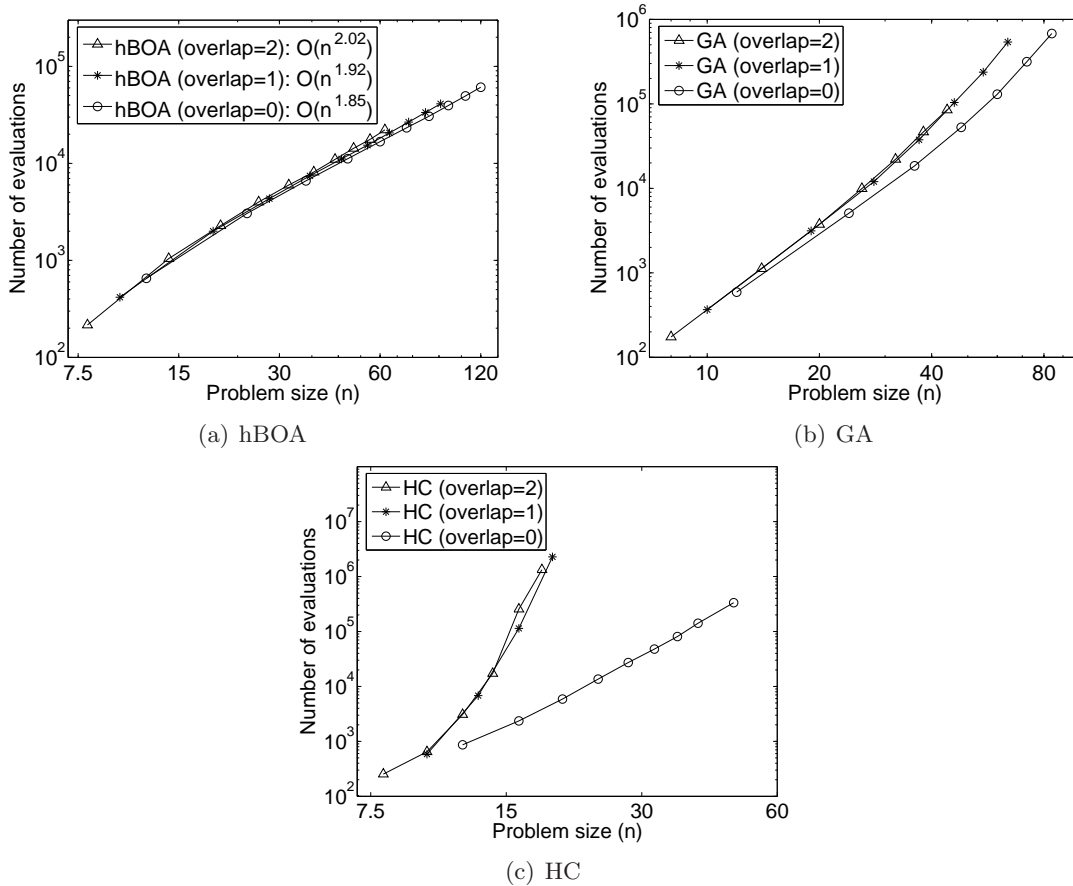 10^5
10^4
10^3
10^2
Number of evaluations
hBOA (overlap=2): O(n^2.02)
hBOA (overlap=1): O(n^1.92)
hBOA (overlap=0): O(n^1.85)
7.5 15 30 60 120
Problem size (n)
(a) hBOA
10^6
10^5
10^4
10^3
10^2
Number of evaluations
GA (overlap=2)
GA (overlap=1)
GA (overlap=0)
10 20 40 80
Problem size (n)
(b) GA
10^7
10^6
10^5
10^4
10^3
10^2
Number of evaluations
HC (overlap=2)
HC (overlap=1)
HC (overlap=0)
7.5 15 30 60
Problem size (n)
(c) HC